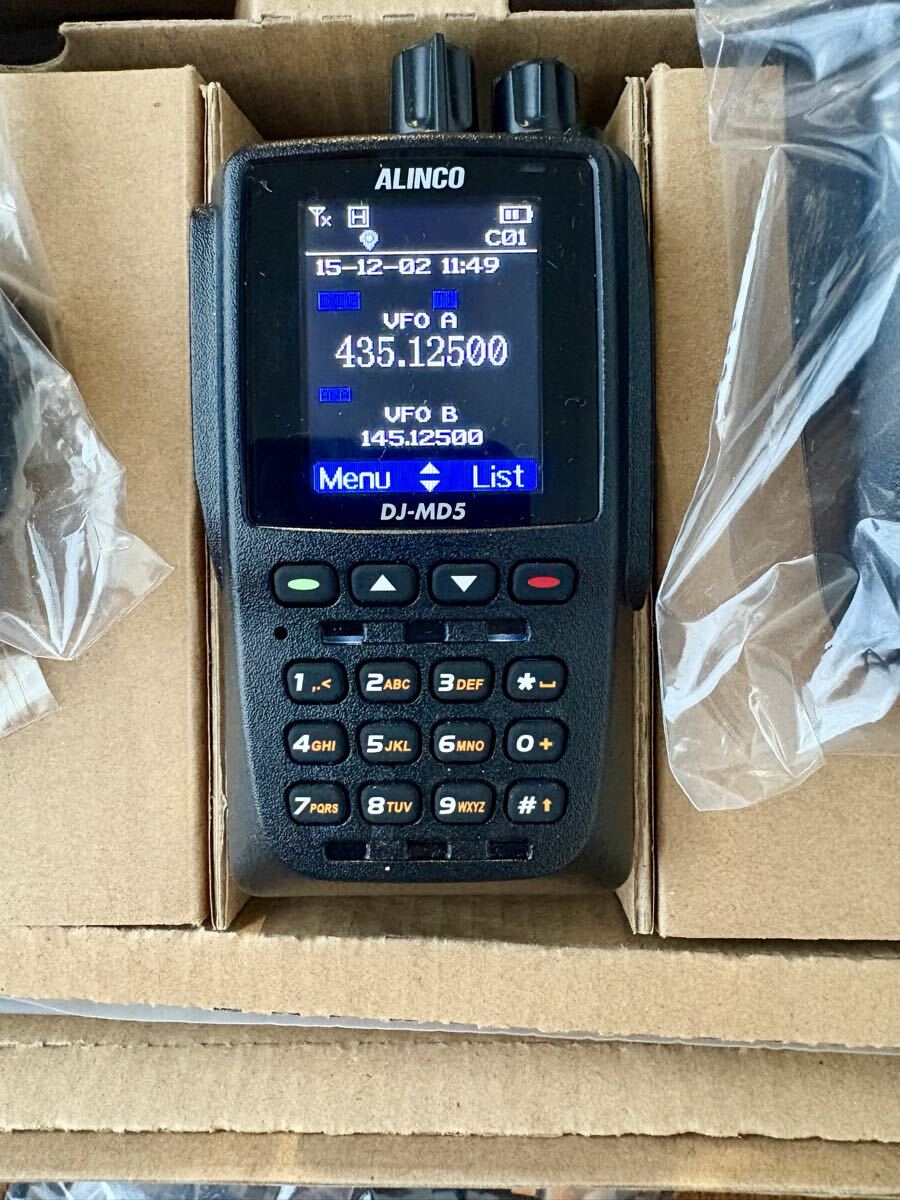 ALINCO
H
C01
15-12-02 11:49
VFO A
435.12500
VFO B
145.12500
Menu List
DJ-MD5
1 ,.< 2ABC 3DEF *
4GHI 5JKL 6MNO 0+
7PQRS 8TUV 9WXYZ #